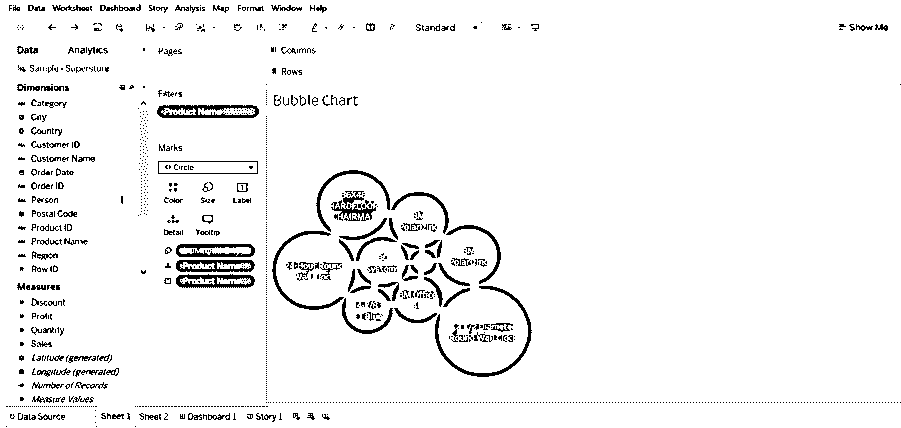 File Data Worksheet Dashboard Story Analysis Map Format Window Help
Standard
Show Me
Data Analytics
Sample - Superstore
Dimensions
Category
City
Country
Customer ID
Customer Name
Order Date
Order ID
Person
Postal Code
Product ID
Product Name
Region
Row ID
Measures
Discount
Profit
Quantity
Sales
Latitude (generated)
Longitude (generated)
Number of Records
Measure Values
Pages
Filters
Product Name
Marks
Circle
Color Size Label
Detail Tooltip
Product Name
Product Name
Columns
Rows
Bubble Chart
Data Source Sheet 1 Sheet 2 Dashboard 1 Story 1